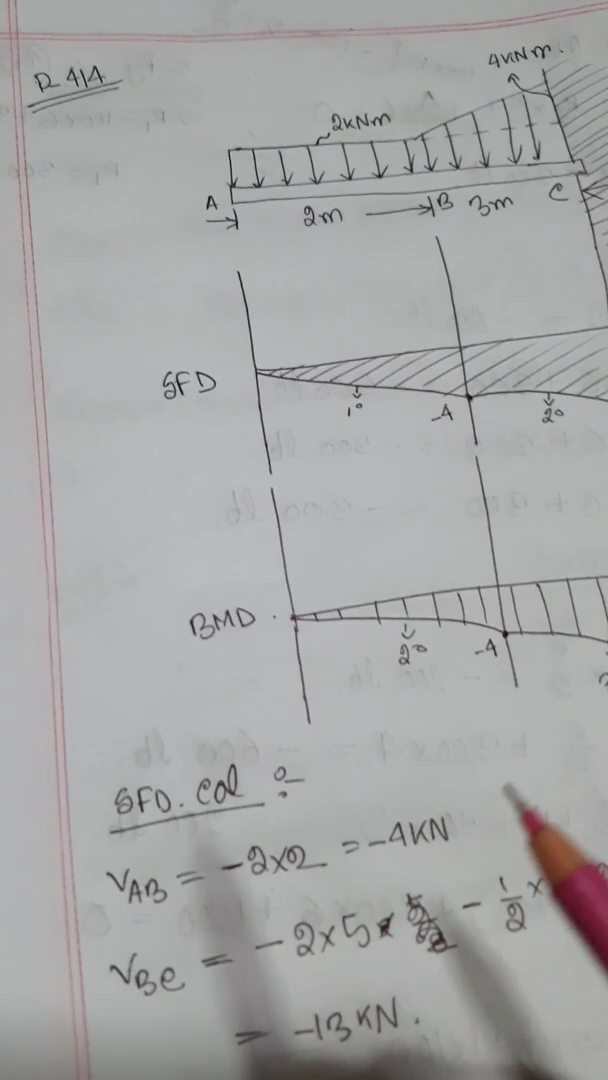 R 414
4KNm.
2KNm
A
2m
B
3m
C
SFD
1°
-4
2°
BMD
2°
-4
SFD. cal :-
VAB = -2×2 = -4KN
VBC = -2×5 - 1/2 ×
= -13KN.